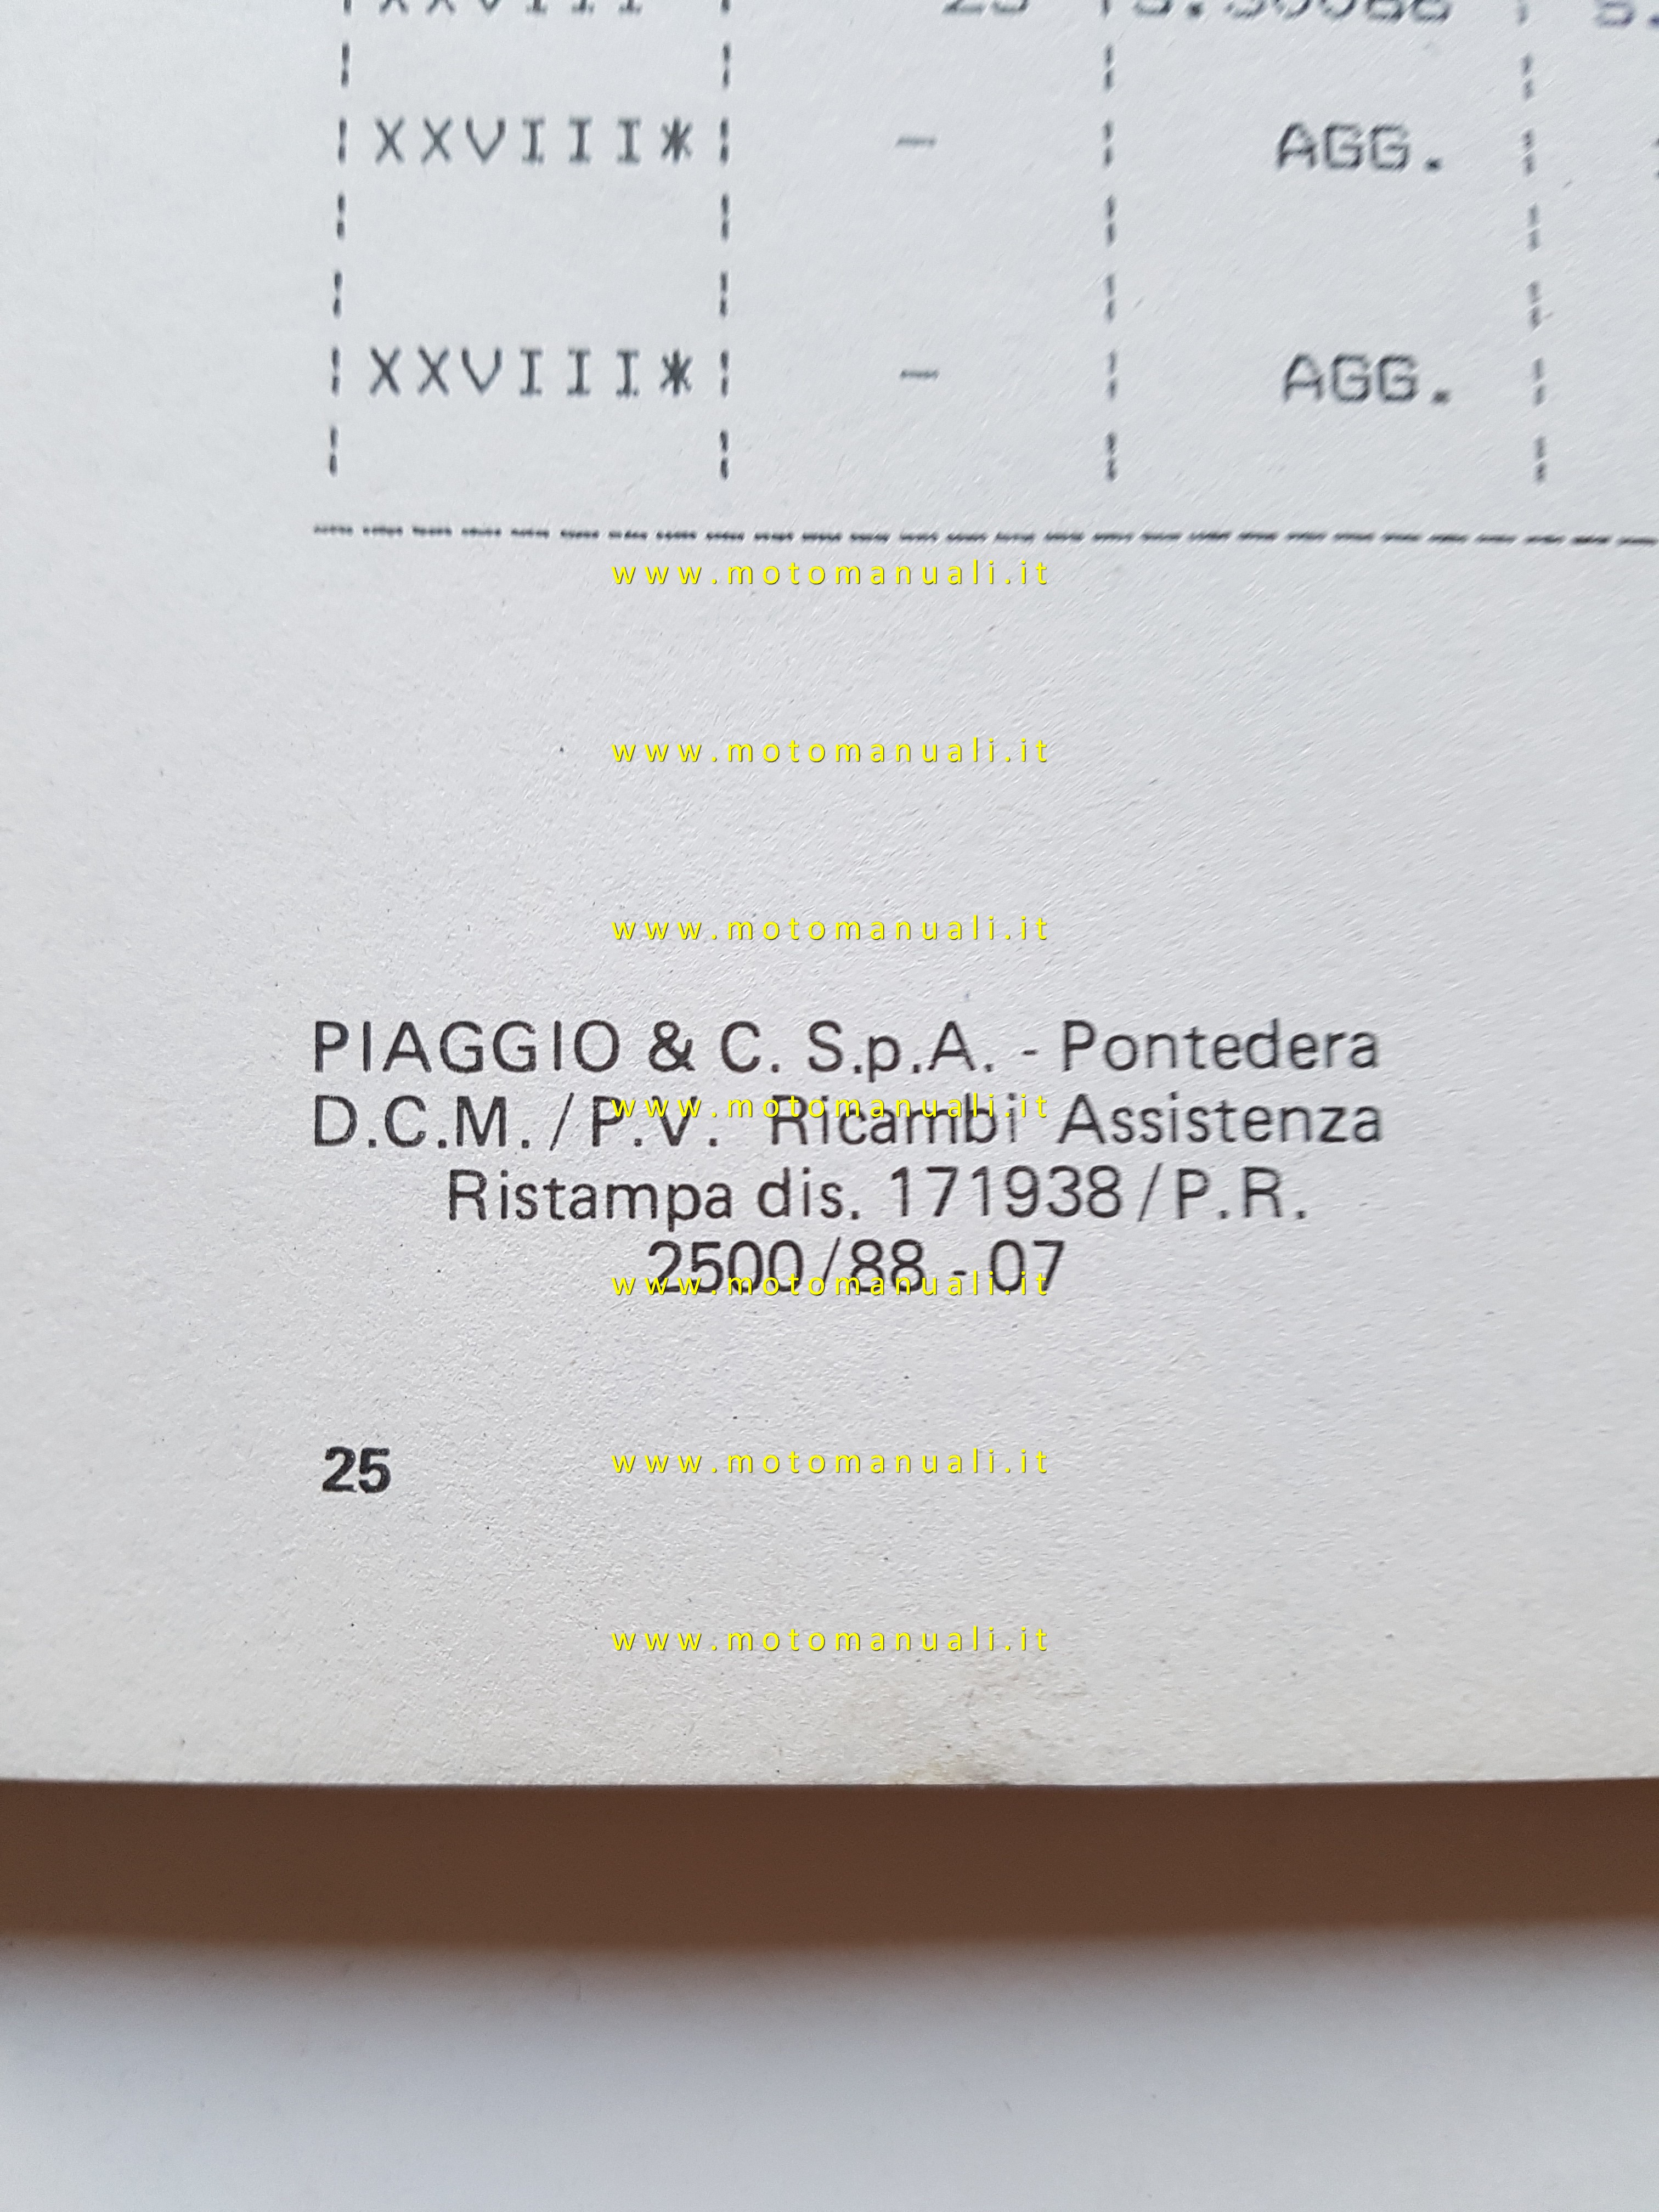 XXVIII
XXVIII* - AGG.
XXVIII* - AGG.
www.motomanuali.it
www.motomanuali.it
www.motomanuali.it
PIAGGIO & C. S.p.A. - Pontedera
www.motomanuali.it
D.C.M. / P.V. Ricambi Assistenza
Ristampa dis. 171938 / P.R.
2500 / 88 - 07
www.motomanuali.it
25
www.motomanuali.it
www.motomanuali.it